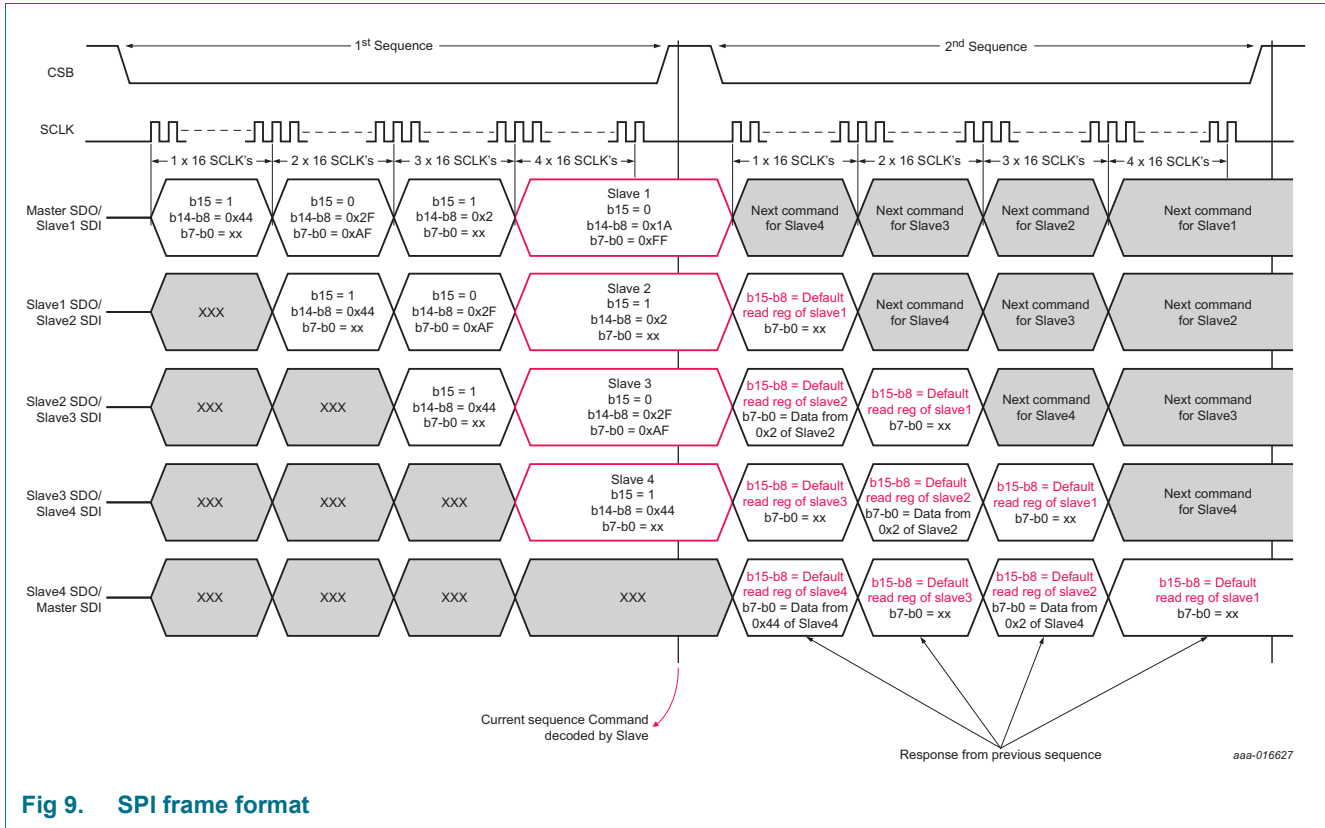 1st Sequence
2nd Sequence
CSB
SCLK
1 x 16 SCLK's
2 x 16 SCLK's
3 x 16 SCLK's
4 x 16 SCLK's
1 x 16 SCLK's
2 x 16 SCLK's
3 x 16 SCLK's
4 x 16 SCLK's
Master SDO/
Slave1 SDI
b15 = 1
b14-b8 = 0x44
b7-b0 = xx
b15 = 0
b14-b8 = 0x2F
b7-b0 = 0xAF
b15 = 1
b14-b8 = 0x2
b7-b0 = xx
Slave 1
b15 = 0
b14-b8 = 0x1A
b7-b0 = 0xFF
Next command
for Slave4
Next command
for Slave3
Next command
for Slave2
Next command
for Slave1
Slave1 SDO/
Slave2 SDI
XXX
b15 = 1
b14-b8 = 0x44
b7-b0 = xx
b15 = 0
b14-b8 = 0x2F
b7-b0 = 0xAF
Slave 2
b15 = 1
b14-b8 = 0x2
b7-b0 = xx
b15-b8 = Default
read reg of slave1
b7-b0 = xx
Next command
for Slave4
Next command
for Slave3
Next command
for Slave2
Slave2 SDO/
Slave3 SDI
XXX
XXX
b15 = 1
b14-b8 = 0x44
b7-b0 = xx
Slave 3
b15 = 0
b14-b8 = 0x2F
b7-b0 = 0xAF
b15-b8 = Default
read reg of slave2
b7-b0 = Data from
0x2 of Slave2
b15-b8 = Default
read reg of slave1
b7-b0 = xx
Next command
for Slave4
Next command
for Slave3
Slave3 SDO/
Slave4 SDI
XXX
XXX
XXX
Slave 4
b15 = 1
b14-b8 = 0x44
b7-b0 = xx
b15-b8 = Default
read reg of slave3
b7-b0 = xx
b15-b8 = Default
read reg of slave2
b7-b0 = Data from
0x2 of Slave2
b15-b8 = Default
read reg of slave1
b7-b0 = xx
Next command
for Slave4
Slave4 SDO/
Master SDI
XXX
XXX
XXX
XXX
b15-b8 = Default
read reg of slave4
b7-b0 = Data from
0x44 of Slave4
b15-b8 = Default
read reg of slave3
b7-b0 = xx
b15-b8 = Default
read reg of slave2
b7-b0 = Data from
0x2 of Slave4
b15-b8 = Default
read reg of slave1
b7-b0 = xx
Current sequence Command
decoded by Slave
Response from previous sequence
aaa-016627
Fig 9. SPI frame format